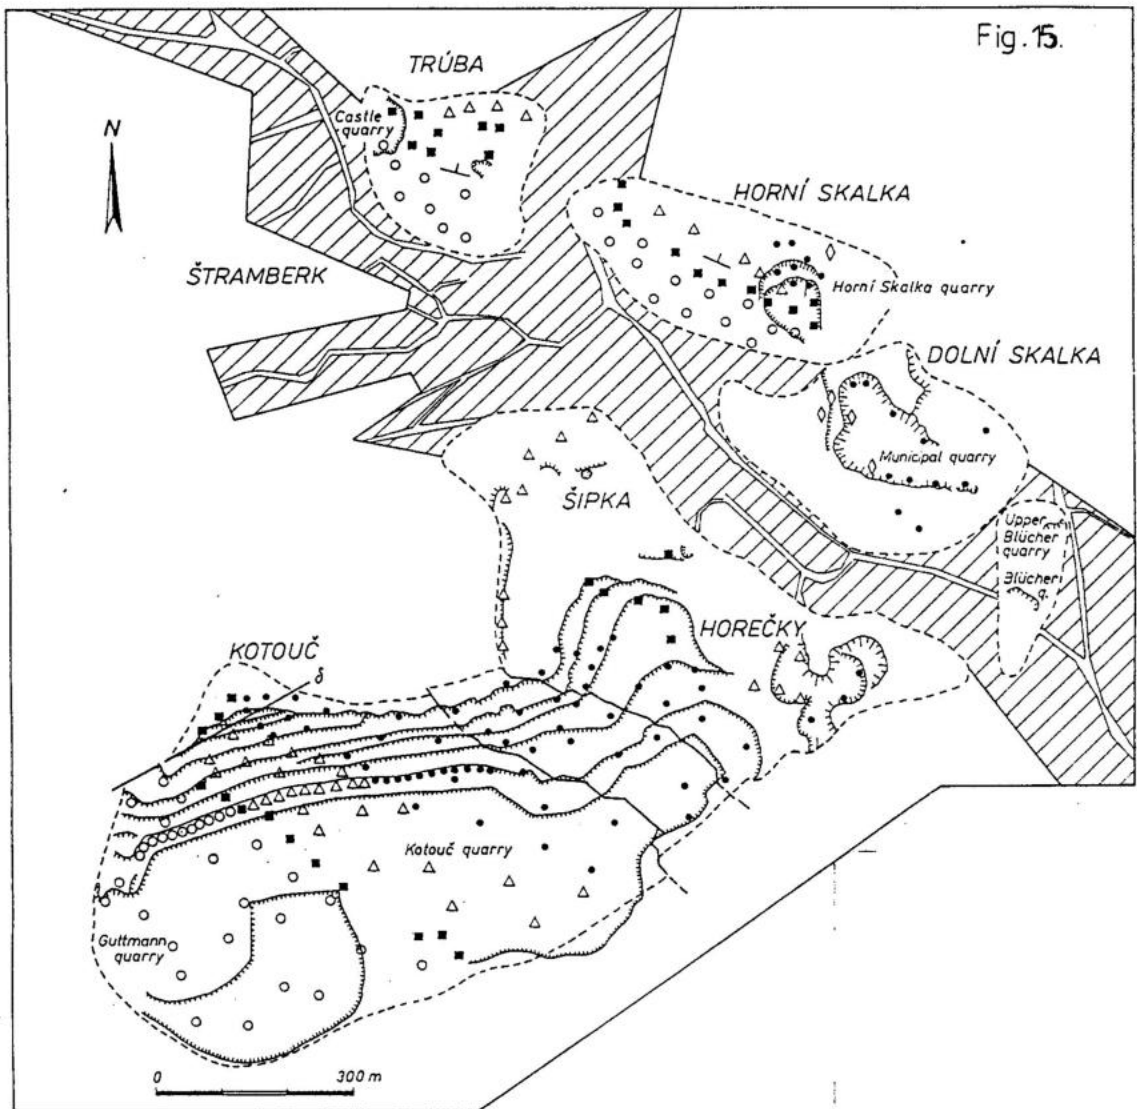 Fig. 15.
TRÚBA
Castle
quarry
N
HORNÍ SKALKA
ŠTRAMBERK
Horní Skalka quarry
DOLNÍ SKALKA
Municipal quarry
ŠIPKA
Upper
Blücher
quarry
Blücher
q.
HOREČKY
KOTOUČ
δ
Kotouč quarry
Guttmann
quarry
0 300 m